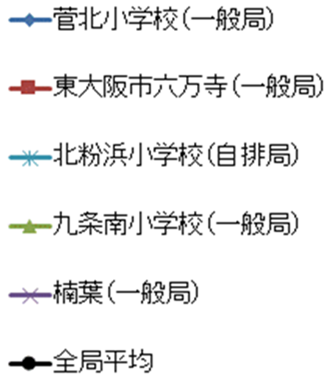 菅北小学校(一般局)
東大阪市六万寺(一般局)
北粉浜小学校(自排局)
九条南小学校(一般局)
楠葉(一般局)
全局平均